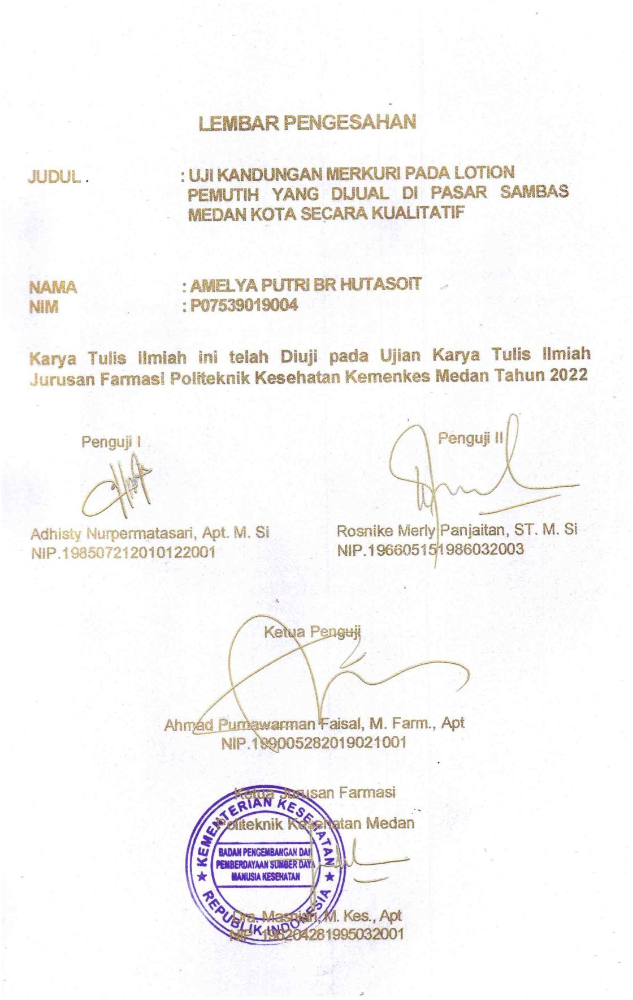 LEMBAR PENGESAHAN
JUDUL : UJI KANDUNGAN MERKURI PADA LOTION
PEMUTIH YANG DIJUAL DI PASAR SAMBAS
MEDAN KOTA SECARA KUALITATIF
NAMA : AMELYA PUTRI BR HUTASOIT
NIM : P07539019004
Karya Tulis Ilmiah ini telah Diuji pada Ujian Karya Tulis Ilmiah
Jurusan Farmasi Politeknik Kesehatan Kemenkes Medan Tahun 2022
Penguji I
Penguji II
Adhisty Nurpermatasari, Apt. M. Si
NIP.198507212010122001
Rosnike Merly Panjaitan, ST. M. Si
NIP.196605151986032003
Ketua Penguji
Ahmad Purnawarman Faisal, M. Farm., Apt
NIP.199005282019021001
Ketua Jurusan Farmasi
Politeknik Kesehatan Medan
KEMENTERIAN KESEHATAN
BADAN PENGEMBANGAN DAN
PEMBERDAYAAN SUMBER DAYA
MANUSIA KESEHATAN
REPUBLIK INDONESIA
Dra. Masniah, M. Kes., Apt
NIP. 196204281995032001